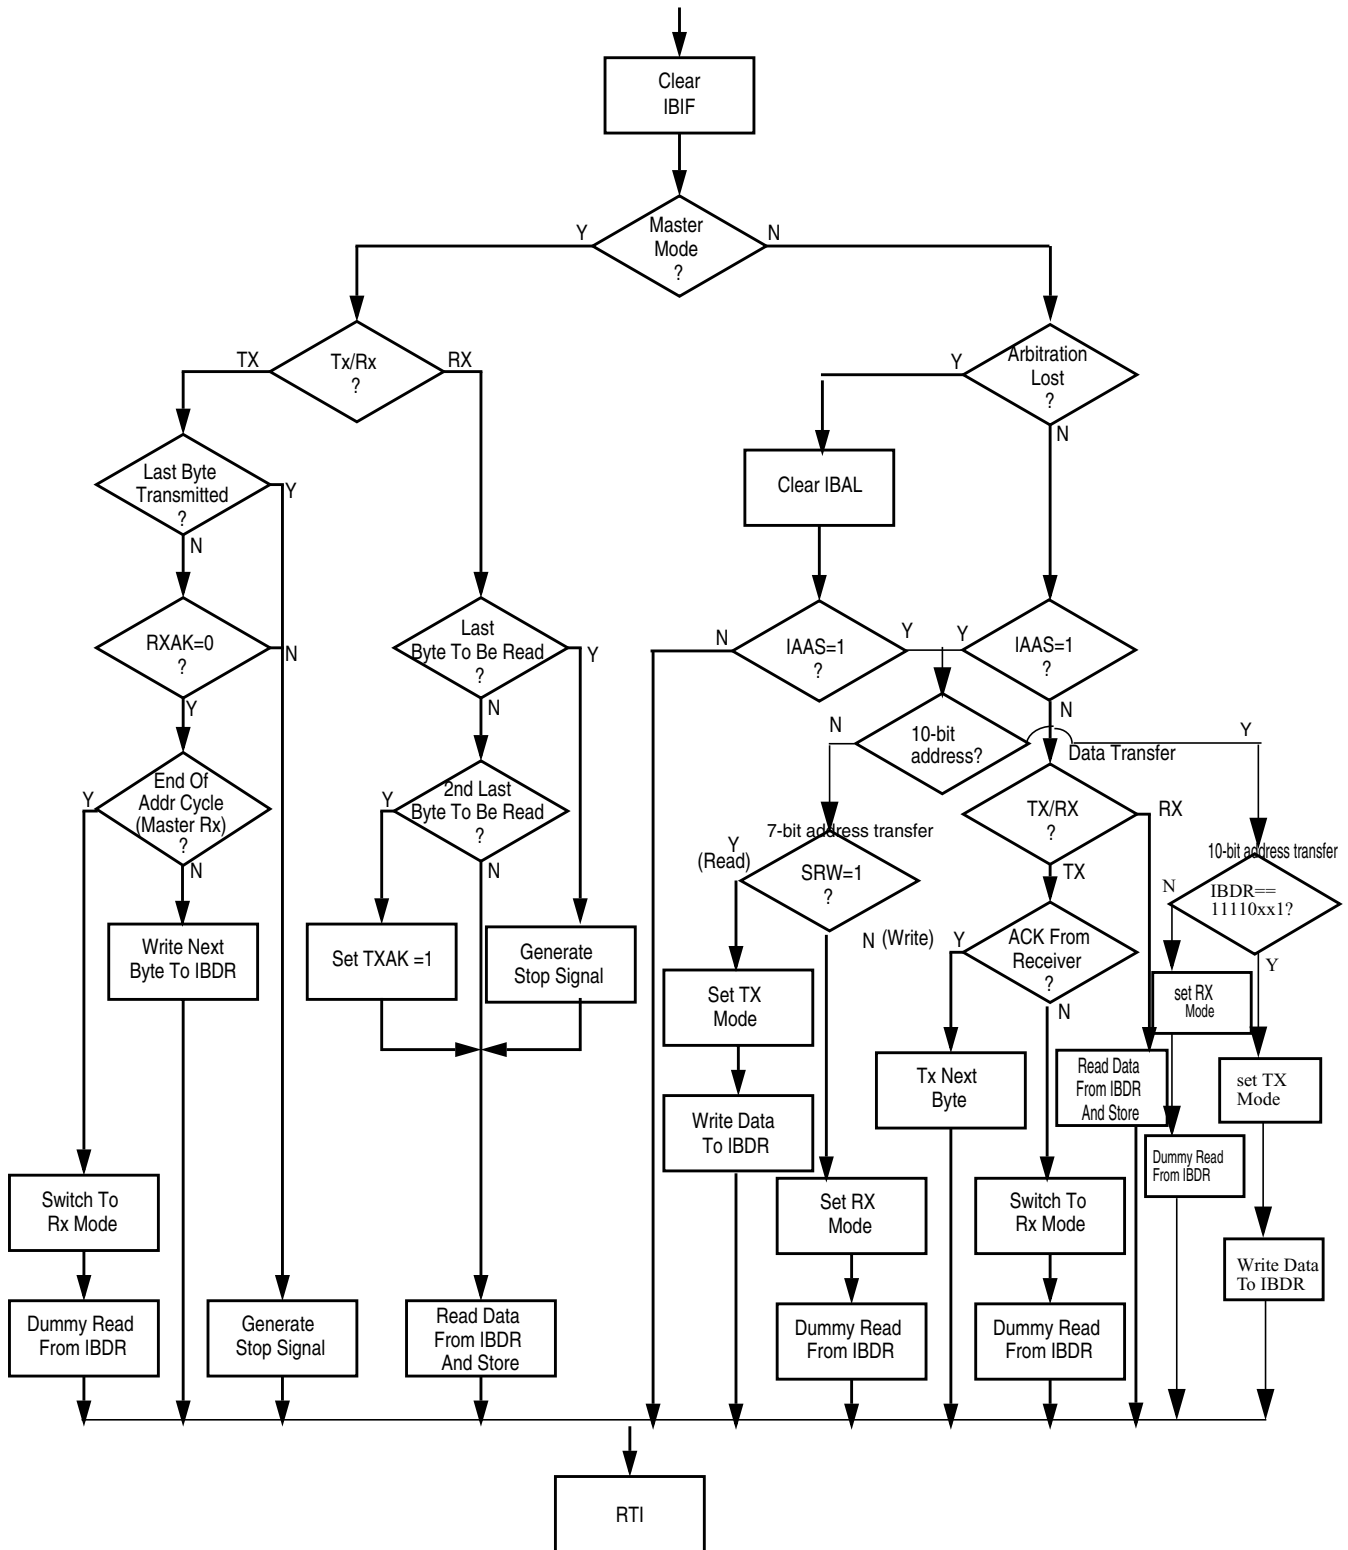 Clear
IBIF
Master
Mode
?
Y
N
Tx/Rx
?
TX
RX
Arbitration
Lost
?
Y
N
Last Byte
Transmitted
?
Y
N
Clear IBAL
RXAK=0
?
N
Y
Last
Byte To Be Read
?
Y
N
IAAS=1
?
N
Y
Y
IAAS=1
?
N
10-bit
address?
N
Y
Data Transfer
End Of
Addr Cycle
(Master Rx)
?
Y
N
2nd Last
Byte To Be Read
?
Y
N
7-bit address transfer
Y
(Read)
SRW=1
?
N (Write)
TX/RX
?
RX
TX
10-bit address transfer
IBDR==
11110xx1?
N
Y
Write Next
Byte To IBDR
Set TXAK =1
Generate
Stop Signal
Set TX
Mode
Y
ACK From
Receiver
?
N
set RX
Mode
Tx Next
Byte
Read Data
From IBDR
And Store
set TX
Mode
Write Data
To IBDR
Dummy Read
From IBDR
Switch To
Rx Mode
Set RX
Mode
Switch To
Rx Mode
Write Data
To IBDR
Dummy Read
From IBDR
Generate
Stop Signal
Read Data
From IBDR
And Store
Dummy Read
From IBDR
Dummy Read
From IBDR
RTI